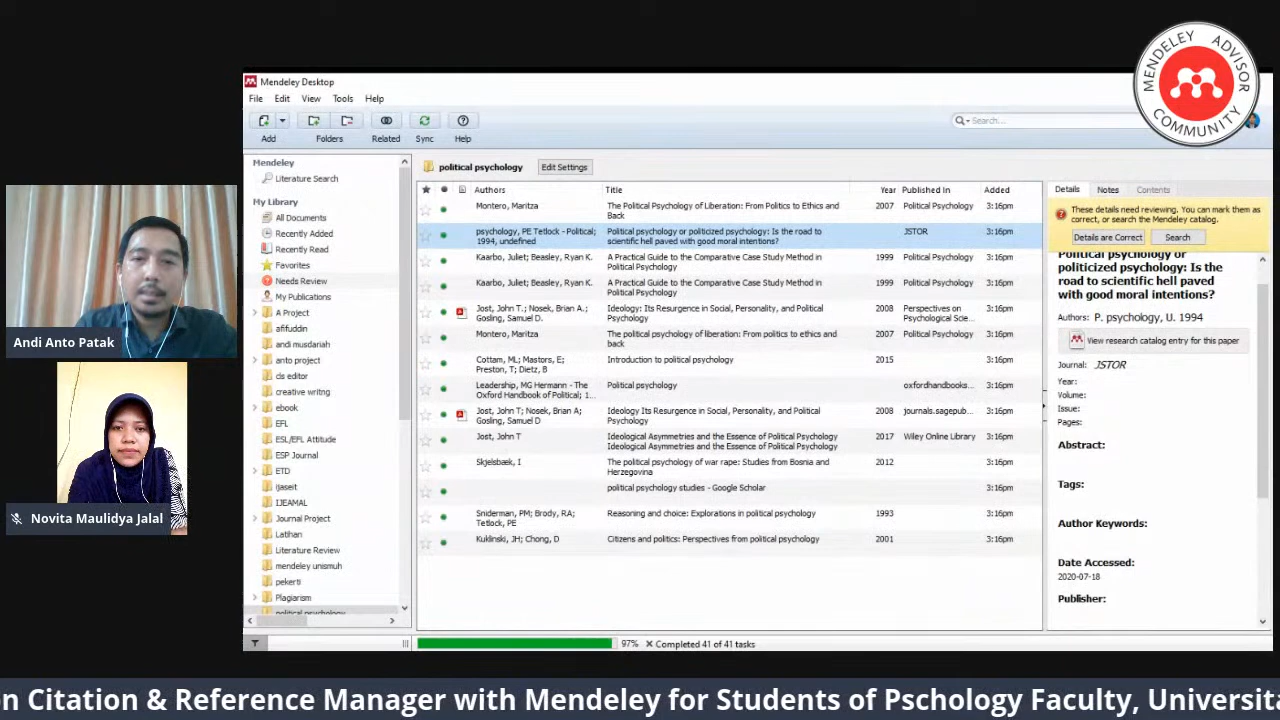 MENDELEY ADVISOR
COMMUNITY
Mendeley Desktop
File Edit View Tools Help
Add Folders Related Sync Help
Search...
Mendeley
Literature Search
My Library
All Documents
Recently Added
Recently Read
Favorites
Needs Review
My Publications
A Project
afifuddin
andi musdariah
anto project
cls editor
creative writng
ebook
EFL
ESL/EFL Attitude
ESP Journal
ETD
ijaseit
IJEAMAL
Journal Project
Latihan
Literature Review
mendeley unismuh
pekerti
Plagiarism
political psychology
political psychology Edit Settings
Authors Title Year Published In Added
Montero, Maritza The Political Psychology of Liberation: From Politics to Ethics and 2007 Political Psychology 3:16pm
Back
psychology, PE Tetlock - Political; Political psychology or politicized psychology: Is the road to JSTOR 3:16pm
1994, undefined scientific hell paved with good moral intentions?
Kaarbo, Juliet; Beasley, Ryan K. A Practical Guide to the Comparative Case Study Method in 1999 Political Psychology 3:16pm
Political Psychology
Kaarbo, Juliet; Beasley, Ryan K. A Practical Guide to the Comparative Case Study Method in 1999 Political Psychology 3:16pm
Political Psychology
Jost, John T.; Nosek, Brian A.; Ideology: Its Resurgence in Social, Personality, and Political 2008 Perspectives on 3:16pm
Gosling, Samuel D. Psychology Psychological Scie...
Montero, Maritza The political psychology of liberation: From politics to ethics and 2007 Political Psychology 3:16pm
back
Cottam, ML; Mastors, E; Introduction to political psychology 2015 3:16pm
Preston, T; Dietz, B
Leadership, MG Hermann - The Political psychology oxfordhandbooks... 3:16pm
Oxford Handbook of Political; 1...
Jost, John T; Nosek, Brian A; Ideology Its Resurgence in Social, Personality, and Political 2008 journals.sagepub... 3:16pm
Gosling, Samuel D Psychology
Jost, John T Ideological Asymmetries and the Essence of Political Psychology 2017 Wiley Online Library 3:16pm
Ideological Asymmetries and the Essence of Political Psychology
Skjelsbæk, I The political psychology of war rape: Studies from Bosnia and 2012 3:16pm
Herzegovina
political psychology studies - Google Scholar 3:16pm
Sniderman, PM; Brody, RA; Reasoning and choice: Explorations in political psychology 1993 3:16pm
Tetlock, PE
Kuklinski, JH; Chong, D Citizens and politics: Perspectives from political psychology 2001 3:16pm
97% Completed 41 of 41 tasks
Details Notes Contents
These details need reviewing. You can mark them as
correct, or search the Mendeley catalog.
Details are Correct Search
Political psychology or
politicized psychology: Is the
road to scientific hell paved
with good moral intentions?
Authors: P. psychology, U. 1994
View research catalog entry for this paper
Journal: JSTOR
Year:
Volume:
Issue:
Pages:
Abstract:
Tags:
Author Keywords:
Date Accessed:
2020-07-18
Publisher:
Andi Anto Patak
Novita Maulidya Jalal
on Citation & Reference Manager with Mendeley for Students of Pschology Faculty, Universita